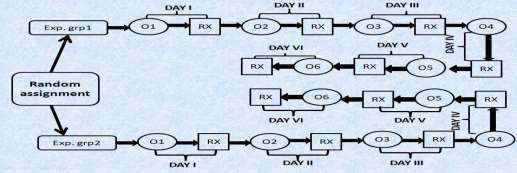 DAY I DAY II DAY III
Exp. grp1 O1 RX O2 RX O3 RX O4
DAY IV
DAY VI DAY V
RX O6 RX O5 RX
Random
assignment
RX O6 RX O5 RX
DAY VI DAY V DAY IV
Exp. grp2 O1 RX O2 RX O3 RX O4
DAY I DAY II DAY III